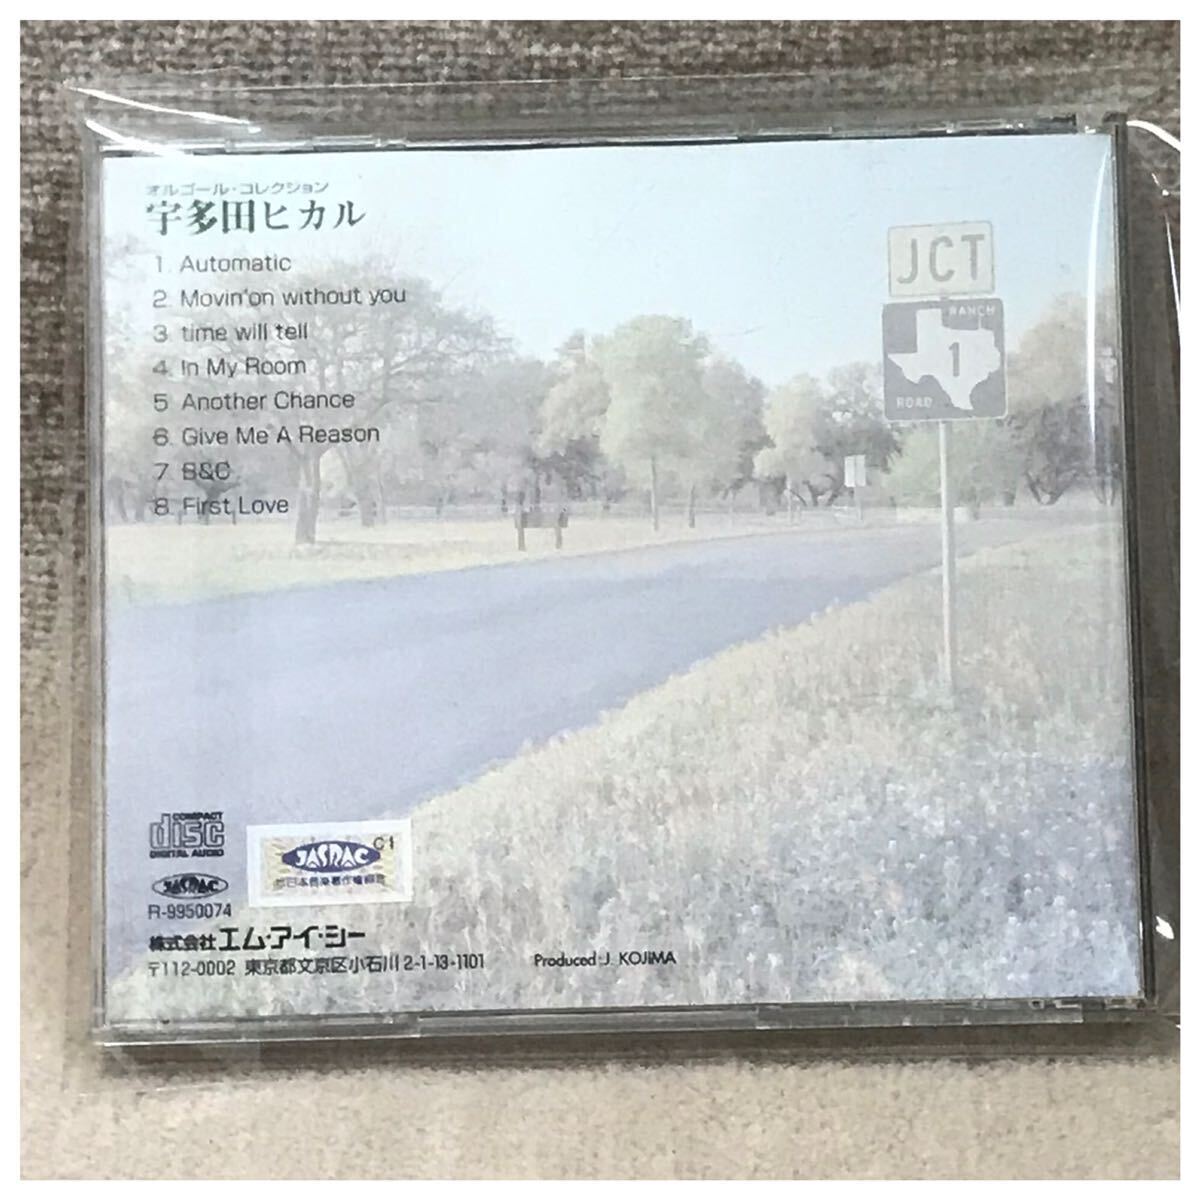 オルゴール・コレクション
宇多田ヒカル
1. Automatic
2. Movin'on without you
3. time will tell
4. In My Room
5. Another Chance
6. Give Me A Reason
7. B&C
8. First Love
JCT
RANCH
1
ROAD
COMPACT
disc
DIGITAL AUDIO
JASRAC
R-9950074
JASRAC C1
株式会社エム・アイ・シー
〒112-0002 東京都文京区小石川2-1-13-1101
Produced J. KOJIMA